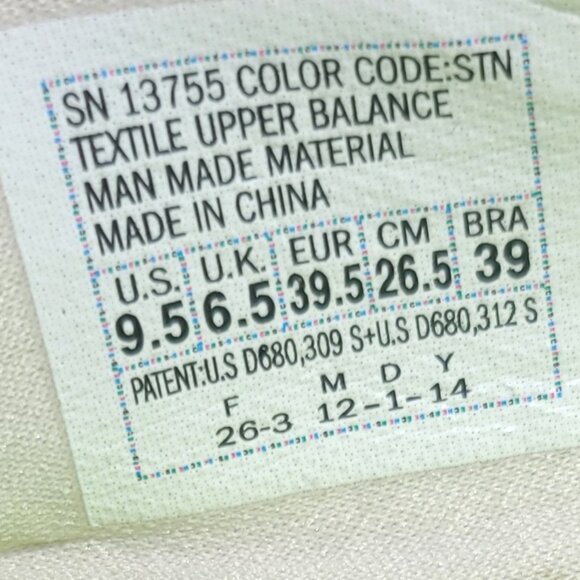 SN 13755 COLOR CODE:STN
TEXTILE UPPER BALANCE
MAN MADE MATERIAL
MADE IN CHINA
U.S. U.K. EUR CM BRA
9.5 6.5 39.5 26.5 39
PATENT:U.S D680,309 S+U.S D680,312 S
F M D Y
26-3 12-1-14